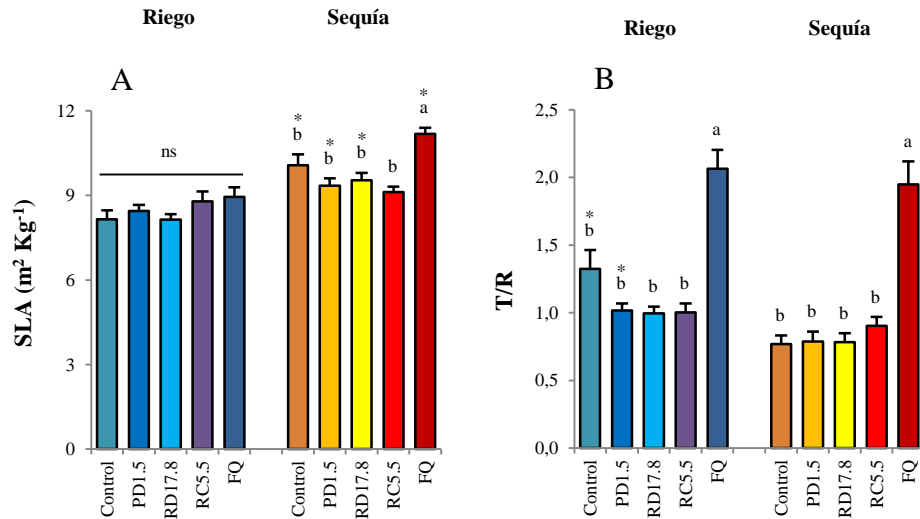 Riego Sequía
A
SLA (m² Kg⁻¹)
12
9
6
3
0
ns
*
b
*
b
*
b
b
*
a
Control PD1.5 RD17.8 RC5.5 FQ Control PD1.5 RD17.8 RC5.5 FQ
Riego Sequía
B
T/R
2,5
2,0
1,5
1,0
0,5
0,0
*
b
*
b
b
b
a
b
b
b
b
a
Control PD1.5 RD17.8 RC5.5 FQ Control PD1.5 RD17.8 RC5.5 FQ